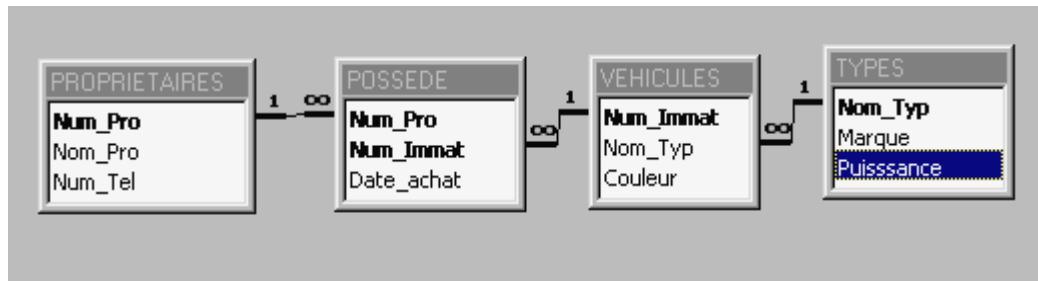 PROPRIETAIRES
Num_Pro
Nom_Pro
Num_Tel
1 ∞
POSSEDE
Num_Pro
Num_Immat
Date_achat
∞ 1
VEHICULES
Num_Immat
Nom_Typ
Couleur
∞ 1
TYPES
Nom_Typ
Marque
Puisssance